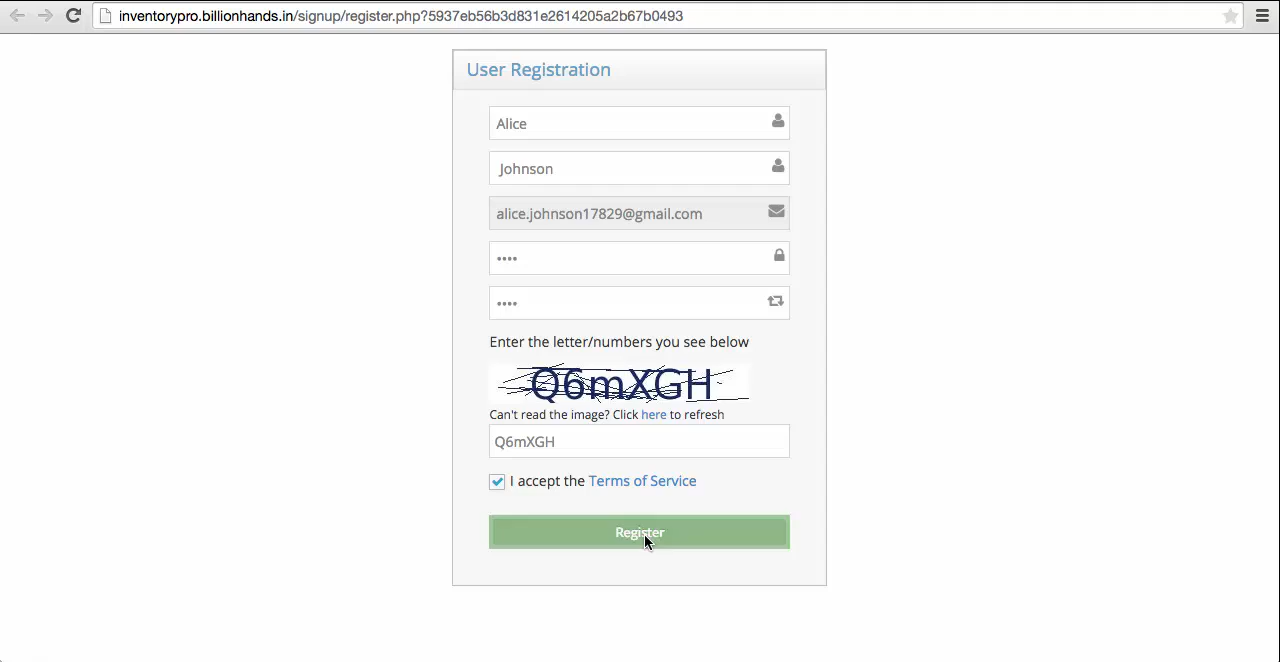 inventorypro.billionhands.in/signup/register.php?5937eb56b3d831e2614205a2b67b0493
User Registration
Alice
Johnson
alice.johnson17829@gmail.com
••••
••••
Enter the letter/numbers you see below
Q6mXGH
Can't read the image? Click here to refresh
Q6mXGH
I accept the Terms of Service
Register